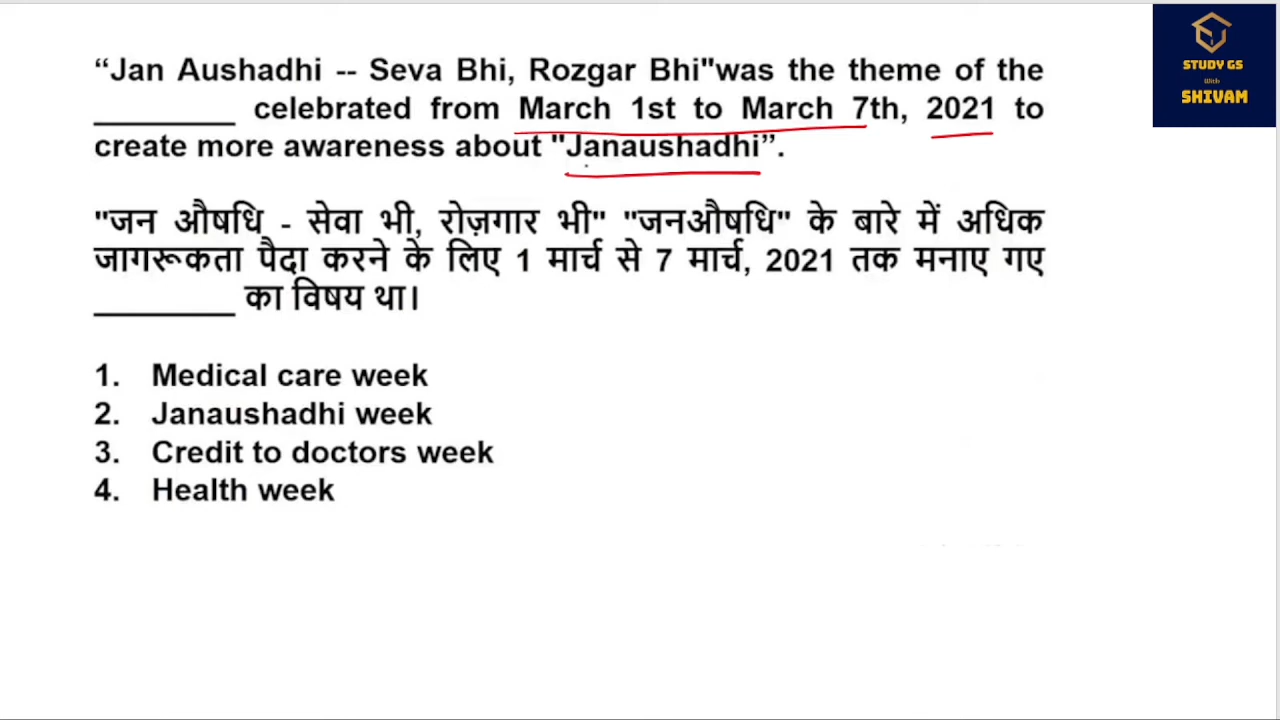 “Jan Aushadhi -- Seva Bhi, Rozgar Bhi"was the theme of the
________ celebrated from March 1st to March 7th, 2021 to
create more awareness about "Janaushadhi”.
"जन औषधि - सेवा भी, रोज़गार भी" "जनऔषधि" के बारे में अधिक
जागरूकता पैदा करने के लिए 1 मार्च से 7 मार्च, 2021 तक मनाए गए
________ का विषय था।
1. Medical care week
2. Janaushadhi week
3. Credit to doctors week
4. Health week
STUDY GS
With
SHIVAM